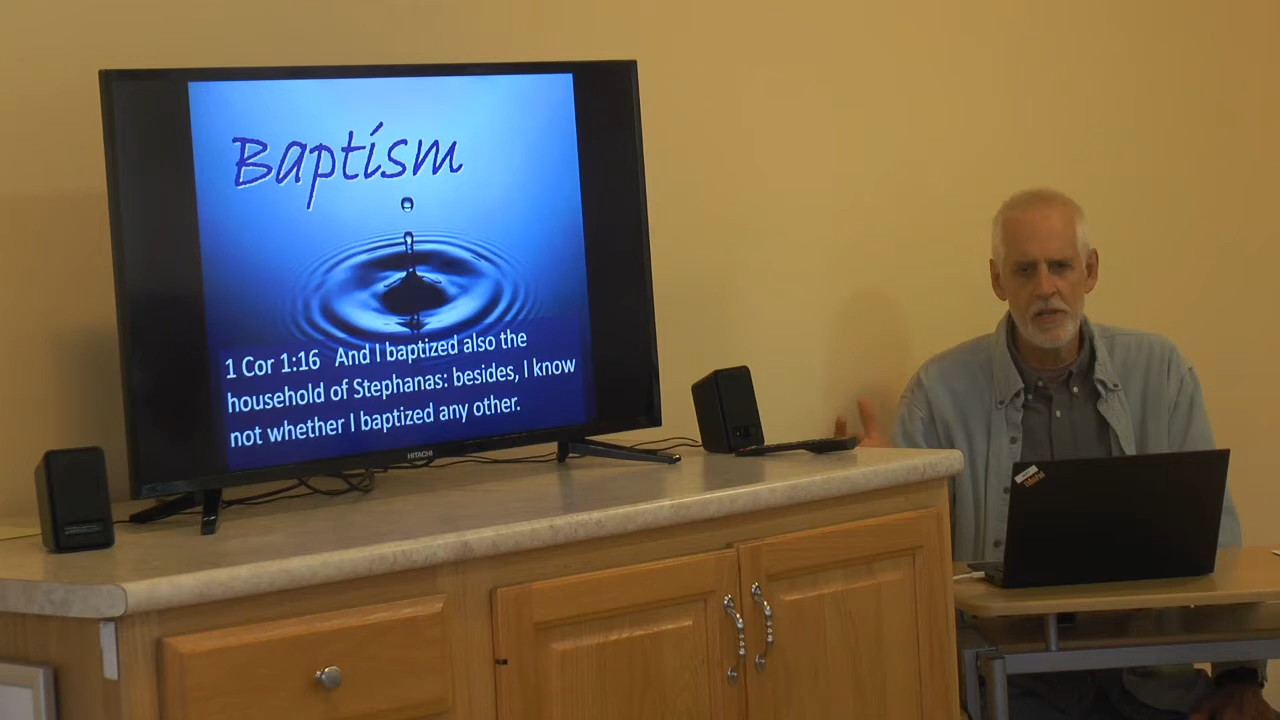 Baptism
1 Cor 1:16 And I baptized also the
household of Stephanas: besides, I know
not whether I baptized any other.
HITACHI
ThinkPad